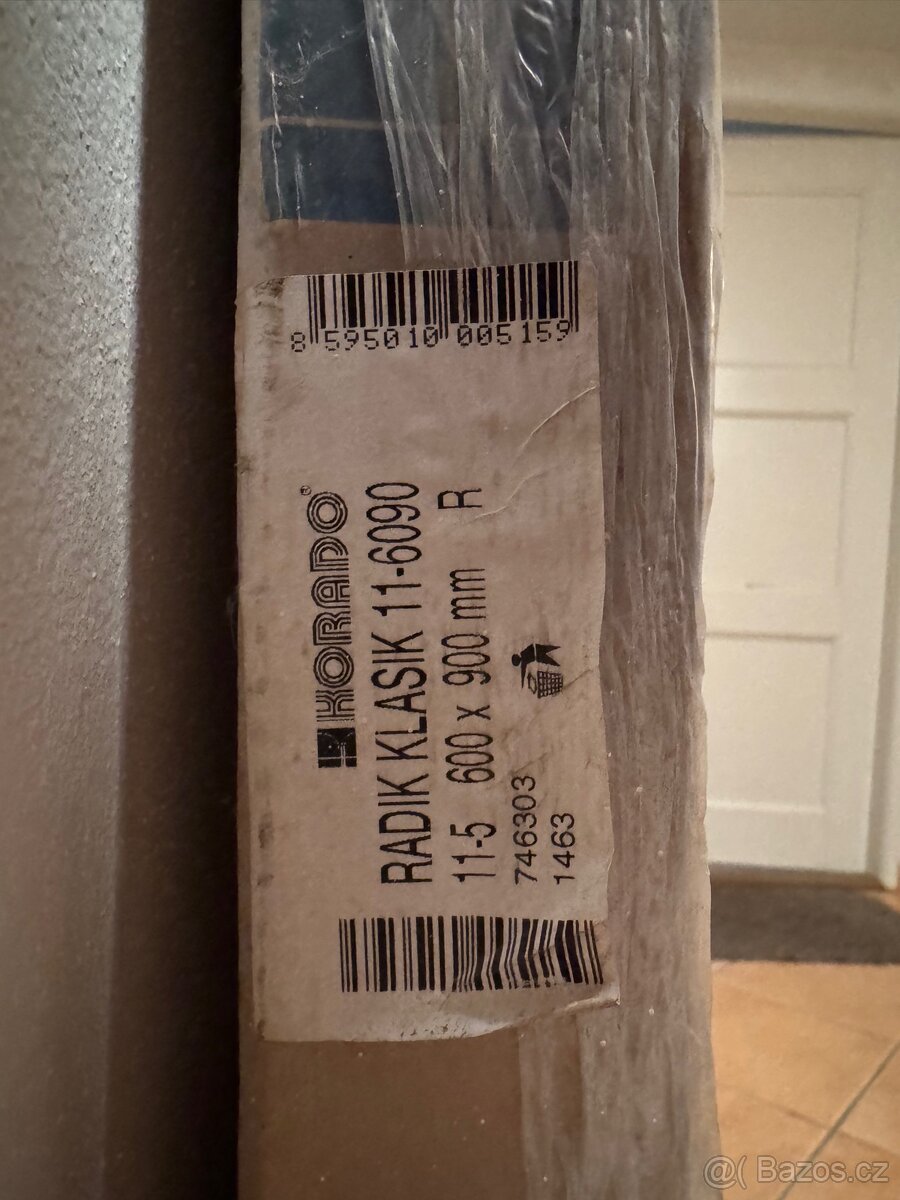 8 595010 005159
KORADO®
RADIK KLASIK 11-6090
11-5 600 x 900 mm R
746303
1463
@( Bazos.cz